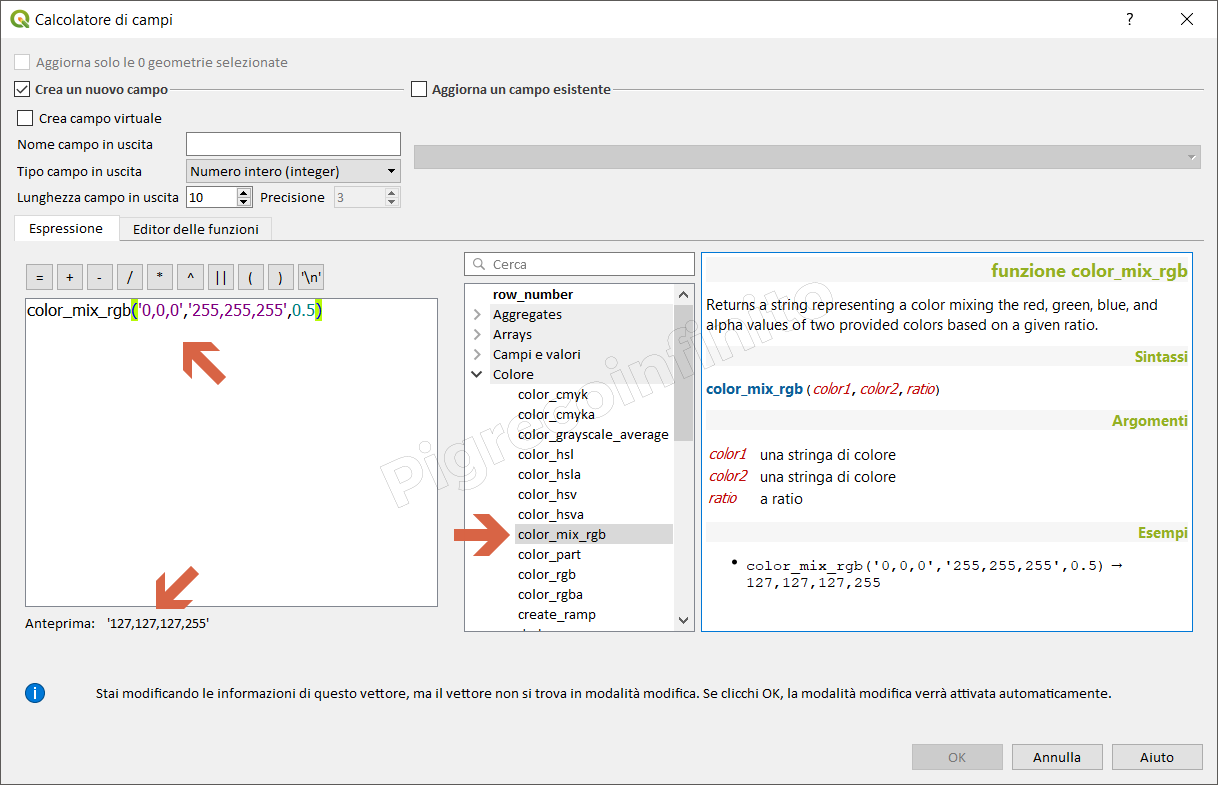 Calcolatore di campi
?
Aggiorna solo le 0 geometrie selezionate
Crea un nuovo campo
Aggiorna un campo esistente
Crea campo virtuale
Nome campo in uscita
Tipo campo in uscita Numero intero (integer)
Lunghezza campo in uscita 10 Precisione 3
Espressione Editor delle funzioni
= + - / * ^ || ( ) '\n'
color_mix_rgb('0,0,0','255,255,255',0.5)
Anteprima: '127,127,127,255'
Cerca
row_number
Aggregates
Arrays
Campi e valori
Colore
color_cmyk
color_cmyka
color_grayscale_average
color_hsl
color_hsla
color_hsv
color_hsva
color_mix_rgb
color_part
color_rgb
color_rgba
create_ramp
funzione color_mix_rgb
Returns a string representing a color mixing the red, green, blue, and
alpha values of two provided colors based on a given ratio.
Sintassi
color_mix_rgb (color1, color2, ratio)
Argomenti
color1 una stringa di colore
color2 una stringa di colore
ratio a ratio
Esempi
• color_mix_rgb('0,0,0','255,255,255',0.5) →
127,127,127,255
Pigrecoinfinito
Stai modificando le informazioni di questo vettore, ma il vettore non si trova in modalità modifica. Se clicchi OK, la modalità modifica verrà attivata automaticamente.
OK Annulla Aiuto